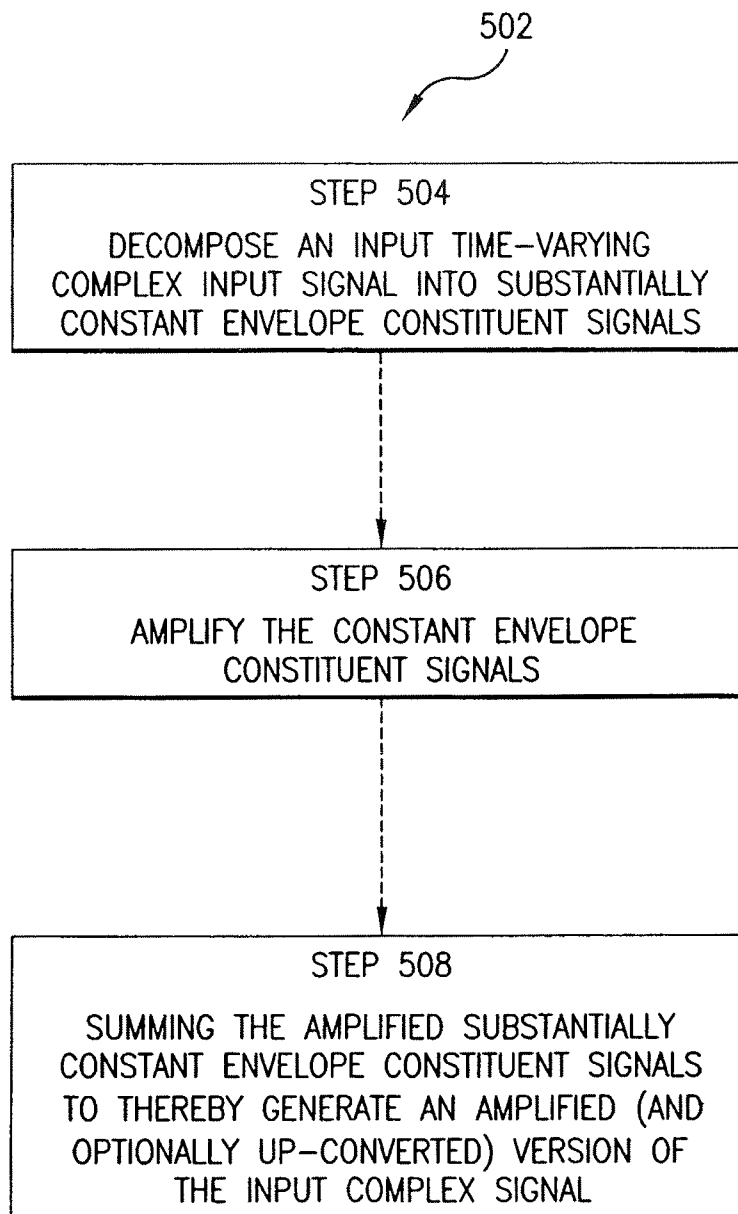 502
STEP 504
DECOMPOSE AN INPUT TIME-VARYING
COMPLEX INPUT SIGNAL INTO SUBSTANTIALLY
CONSTANT ENVELOPE CONSTITUENT SIGNALS
STEP 506
AMPLIFY THE CONSTANT ENVELOPE
CONSTITUENT SIGNALS
STEP 508
SUMMING THE AMPLIFIED SUBSTANTIALLY
CONSTANT ENVELOPE CONSTITUENT SIGNALS
TO THEREBY GENERATE AN AMPLIFIED (AND
OPTIONALLY UP-CONVERTED) VERSION OF
THE INPUT COMPLEX SIGNAL